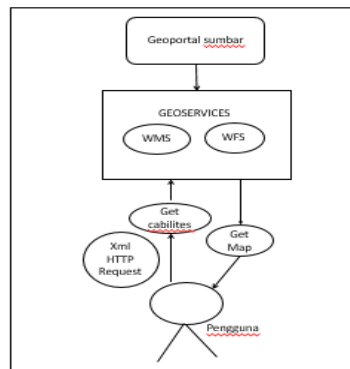 Geoportal sumbar
GEOSERVICES
WMS
WFS
Get
cabilites
Get
Map
Xml
HTTP
Request
Pengguna